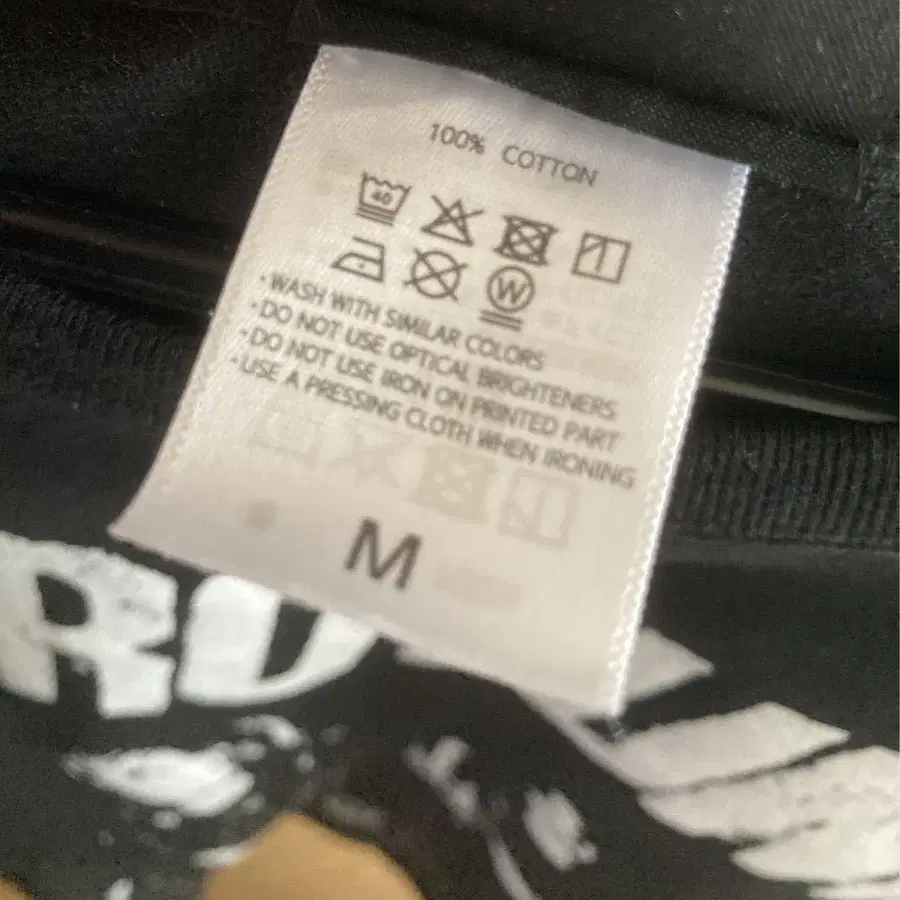 100% COTTON
40
W
· WASH WITH SIMILAR COLORS
· DO NOT USE OPTICAL BRIGHTENERS
· DO NOT USE IRON ON PRINTED PART
· USE A PRESSING CLOTH WHEN IRONING
M